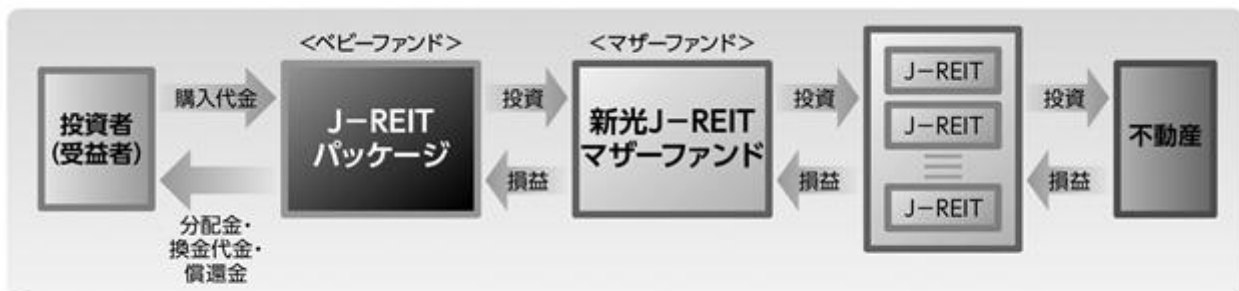 <ベビーファンド>
<マザーファンド>
投資者
(受益者)
購入代金
分配金・
換金代金・
償還金
J-REIT
パッケージ
投資
損益
新光J-REIT
マザーファンド
投資
損益
J-REIT
J-REIT
J-REIT
投資
損益
不動産